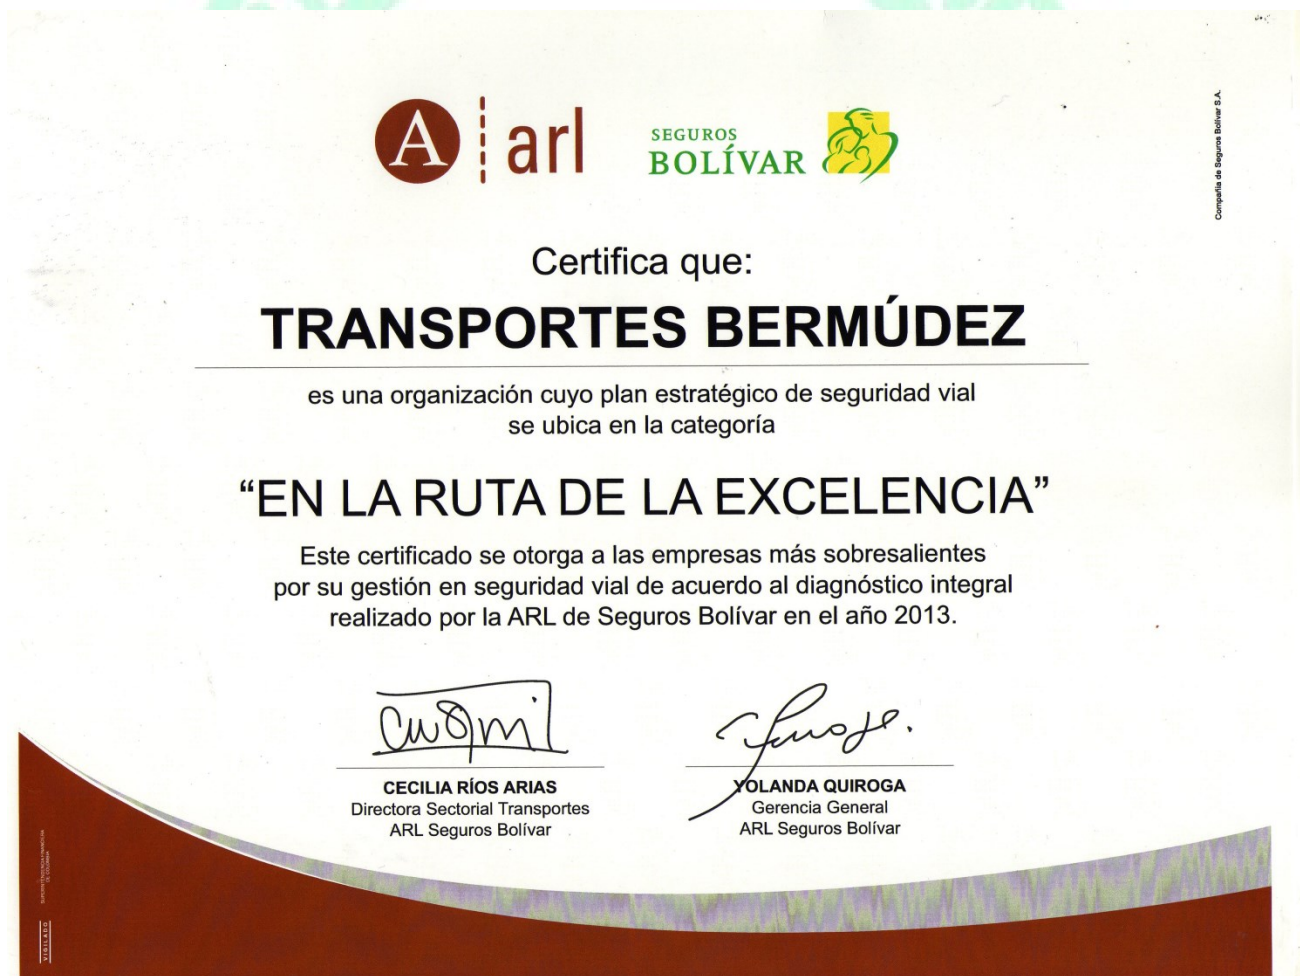 A arl
SEGUROS
BOLÍVAR
Compañía de Seguros Bolívar S.A.
Certifica que:
TRANSPORTES BERMÚDEZ
es una organización cuyo plan estratégico de seguridad vial
se ubica en la categoría
“EN LA RUTA DE LA EXCELENCIA”
Este certificado se otorga a las empresas más sobresalientes
por su gestión en seguridad vial de acuerdo al diagnóstico integral
realizado por la ARL de Seguros Bolívar en el año 2013.
CECILIA RÍOS ARIAS
Directora Sectorial Transportes
ARL Seguros Bolívar
YOLANDA QUIROGA
Gerencia General
ARL Seguros Bolívar
SUPERINTENDENCIA FINANCIERA
DE COLOMBIA
VIGILADO